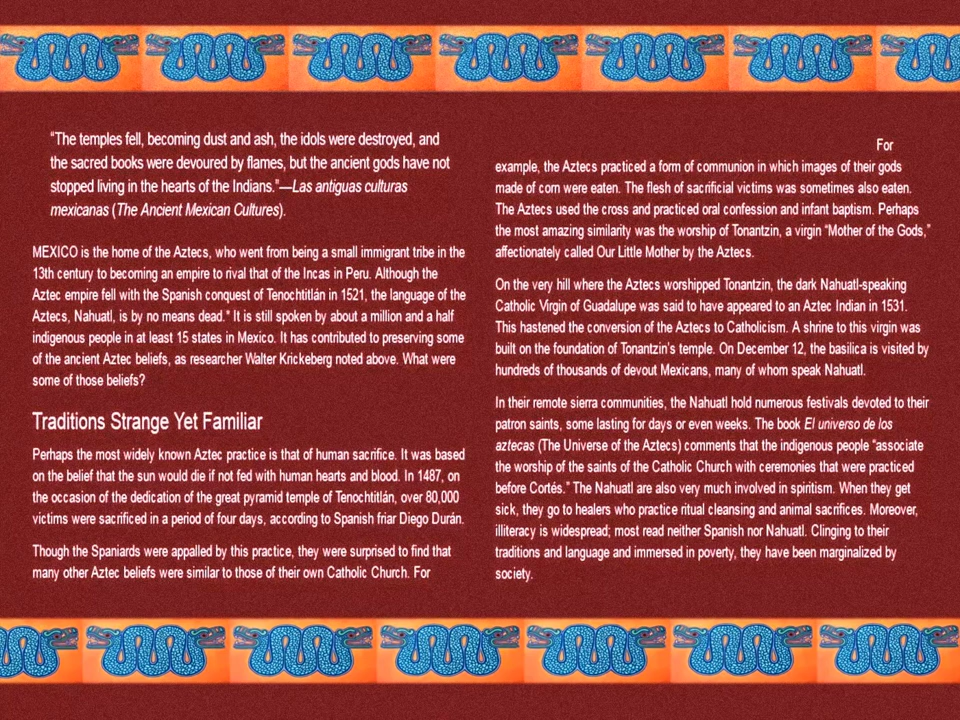 “The temples fell, becoming dust and ash, the idols were destroyed, and
the sacred books were devoured by flames, but the ancient gods have not
stopped living in the hearts of the Indians.”—Las antiguas culturas
mexicanas (The Ancient Mexican Cultures).
MEXICO is the home of the Aztecs, who went from being a small immigrant tribe in the
13th century to becoming an empire to rival that of the Incas in Peru. Although the
Aztec empire fell with the Spanish conquest of Tenochtitlán in 1521, the language of the
Aztecs, Nahuatl, is by no means dead.* It is still spoken by about a million and a half
indigenous people in at least 15 states in Mexico. It has contributed to preserving some
of the ancient Aztec beliefs, as researcher Walter Krickeberg noted above. What were
some of those beliefs?
Traditions Strange Yet Familiar
Perhaps the most widely known Aztec practice is that of human sacrifice. It was based
on the belief that the sun would die if not fed with human hearts and blood. In 1487, on
the occasion of the dedication of the great pyramid temple of Tenochtitlán, over 80,000
victims were sacrificed in a period of four days, according to Spanish friar Diego Durán.
Though the Spaniards were appalled by this practice, they were surprised to find that
many other Aztec beliefs were similar to those of their own Catholic Church. For
For
example, the Aztecs practiced a form of communion in which images of their gods
made of corn were eaten. The flesh of sacrificial victims was sometimes also eaten.
The Aztecs used the cross and practiced oral confession and infant baptism. Perhaps
the most amazing similarity was the worship of Tonantzin, a virgin “Mother of the Gods,”
affectionately called Our Little Mother by the Aztecs.
On the very hill where the Aztecs worshipped Tonantzin, the dark Nahuatl-speaking
Catholic Virgin of Guadalupe was said to have appeared to an Aztec Indian in 1531.
This hastened the conversion of the Aztecs to Catholicism. A shrine to this virgin was
built on the foundation of Tonantzin’s temple. On December 12, the basilica is visited by
hundreds of thousands of devout Mexicans, many of whom speak Nahuatl.
In their remote sierra communities, the Nahuatl hold numerous festivals devoted to their
patron saints, some lasting for days or even weeks. The book El universo de los
aztecas (The Universe of the Aztecs) comments that the indigenous people “associate
the worship of the saints of the Catholic Church with ceremonies that were practiced
before Cortés.” The Nahuatl are also very much involved in spiritism. When they get
sick, they go to healers who practice ritual cleansing and animal sacrifices. Moreover,
illiteracy is widespread; most read neither Spanish nor Nahuatl. Clinging to their
traditions and language and immersed in poverty, they have been marginalized by
society.